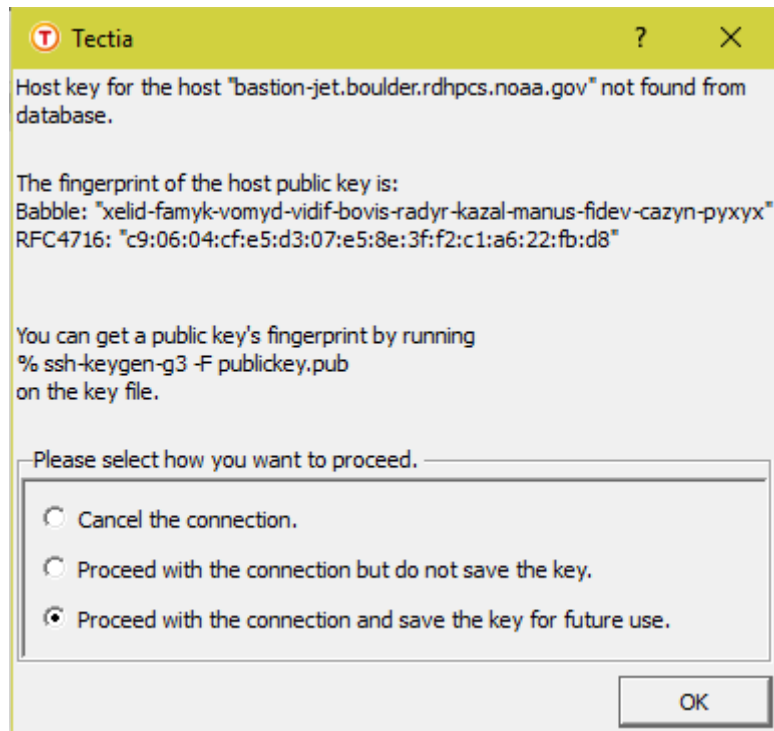 Tectia
Host key for the host "bastion-jet.boulder.rdhpcs.noaa.gov" not found from
database.
The fingerprint of the host public key is:
Babble: "xelid-famyk-vomyd-vidif-bovis-radyr-kazal-manus-fidev-cazyn-pyxyx"
RFC4716: "c9:06:04:cf:e5:d3:07:e5:8e:3f:f2:c1:a6:22:fb:d8"
You can get a public key's fingerprint by running
% ssh-keygen-g3 -F publickey.pub
on the key file.
Please select how you want to proceed.
Cancel the connection.
Proceed with the connection but do not save the key.
Proceed with the connection and save the key for future use.
OK